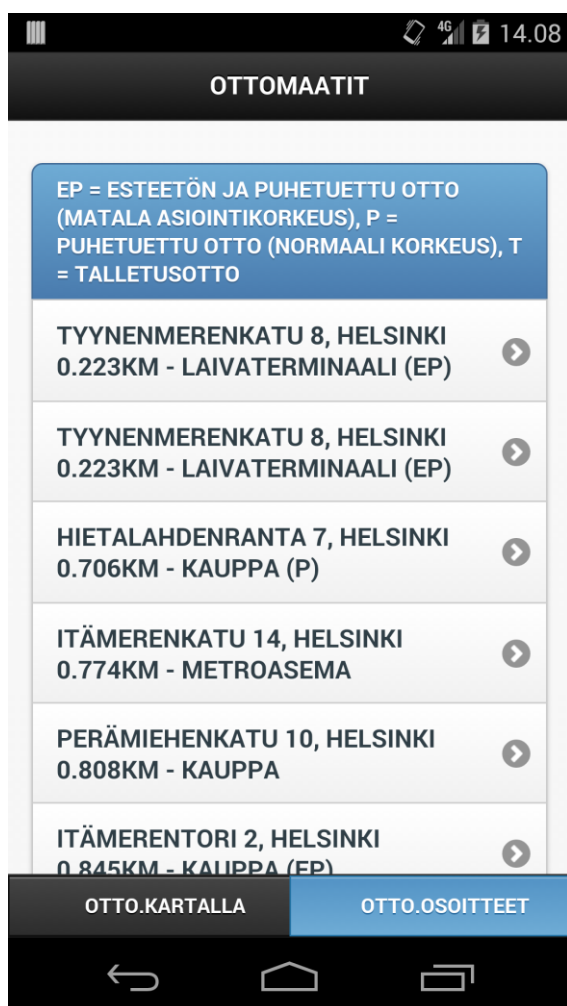 4G 14.08
OTTOMAATIT
EP = ESTEETÖN JA PUHETUETTU OTTO
(MATALA ASIOINTIKORKEUS), P =
PUHETUETTU OTTO (NORMAALI KORKEUS), T
= TALLETUSOTTO
TYYNENMERENKATU 8, HELSINKI
0.223KM - LAIVATERMINAALI (EP)
TYYNENMERENKATU 8, HELSINKI
0.223KM - LAIVATERMINAALI (EP)
HIETALAHDENRANTA 7, HELSINKI
0.706KM - KAUPPA (P)
ITÄMERENKATU 14, HELSINKI
0.774KM - METROASEMA
PERÄMIEHENKATU 10, HELSINKI
0.808KM - KAUPPA
ITÄMERENTORI 2, HELSINKI
0.845KM - KAUPPA (EP)
OTTO.KARTALLA OTTO.OSOITTEET